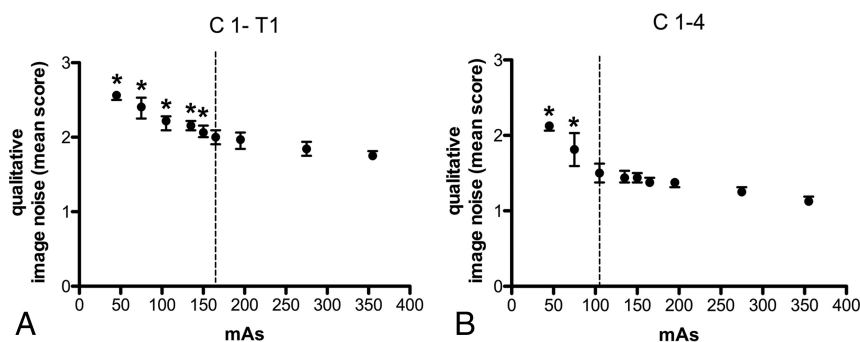 C 1- T1
qualitative
image noise (mean score)
3
2
1
0
* * * * *
0 50 100 150 200 250 300 350 400
mAs
A
C 1-4
qualitative
image noise (mean score)
3
2
1
0
* *
0 50 100 150 200 250 300 350 400
mAs
B